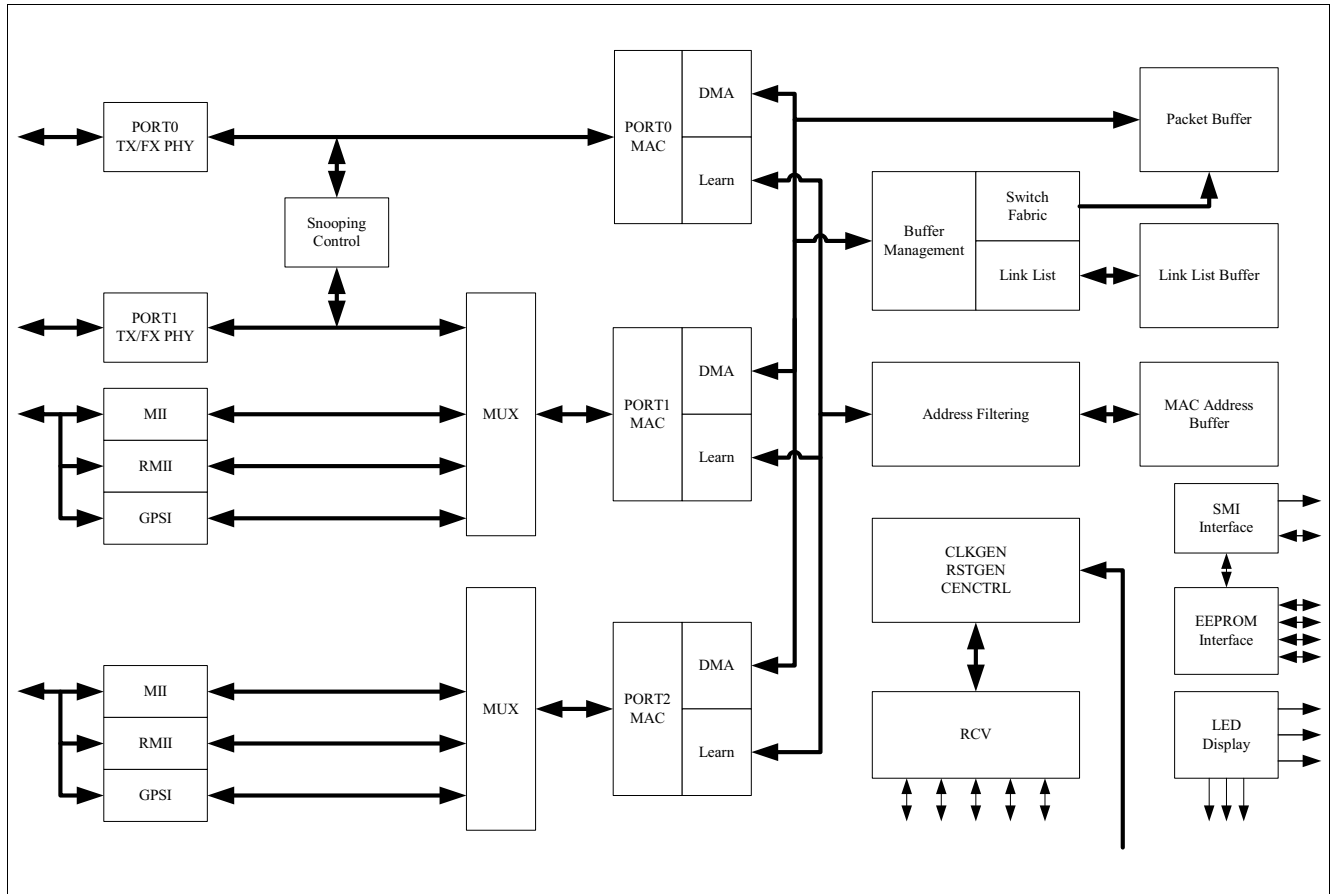 PORT0
TX/FX PHY
Snooping
Control
PORT1
TX/FX PHY
MII
RMII
GPSI
MUX
MII
RMII
GPSI
MUX
PORT0
MAC
DMA
Learn
PORT1
MAC
DMA
Learn
PORT2
MAC
DMA
Learn
Buffer
Management
Switch
Fabric
Link List
Packet Buffer
Link List Buffer
Address Filtering
MAC Address
Buffer
CLKGEN
RSTGEN
CENCTRL
RCV
SMI
Interface
EEPROM
Interface
LED
Display